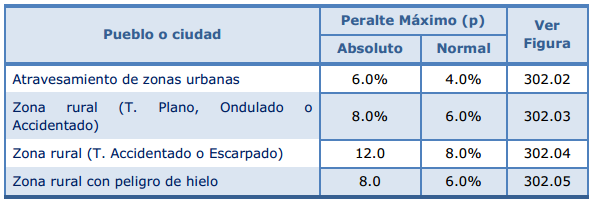 Pueblo o ciudad
Peralte Máximo (p)
Ver
Figura
Absoluto
Normal
Atravesamiento de zonas urbanas
6.0%
4.0%
302.02
Zona rural (T. Plano, Ondulado o
Accidentado)
8.0%
6.0%
302.03
Zona rural (T. Accidentado o Escarpado)
12.0
8.0%
302.04
Zona rural con peligro de hielo
8.0
6.0%
302.05